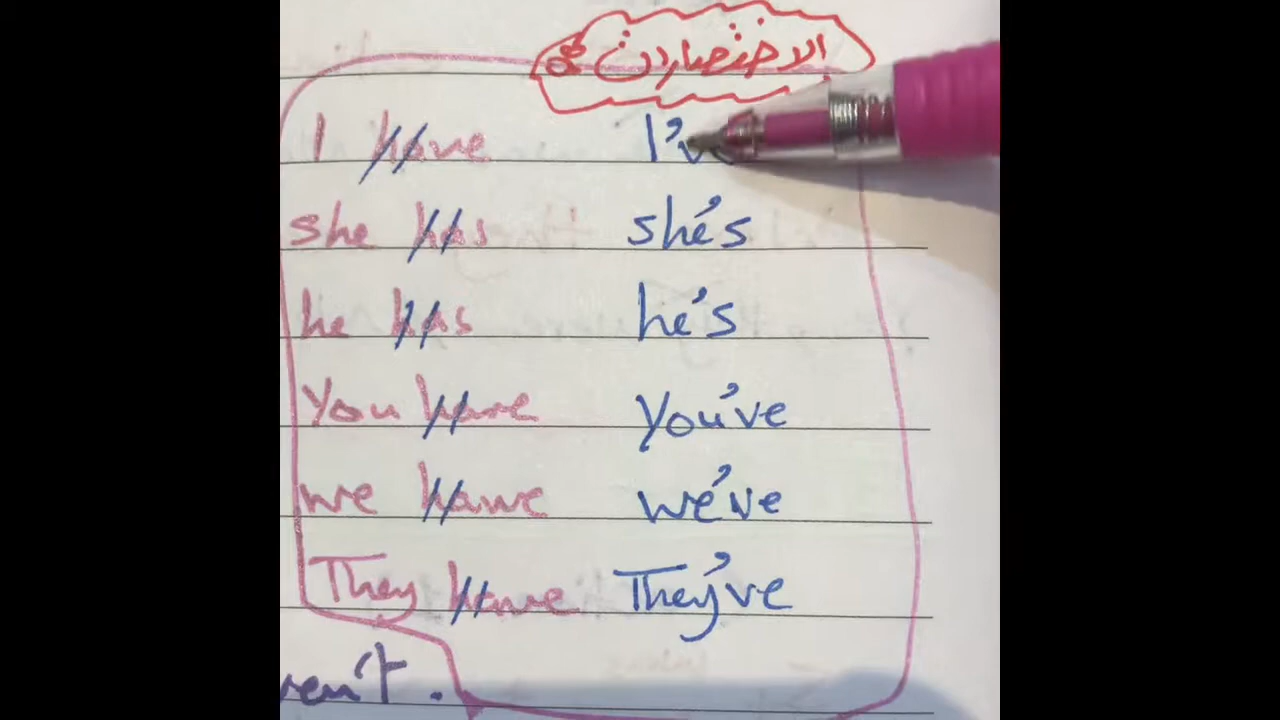 الاختصارات
I have I've
she has she's
he has he's
You have You've
we have we've
They have They've
ren't.